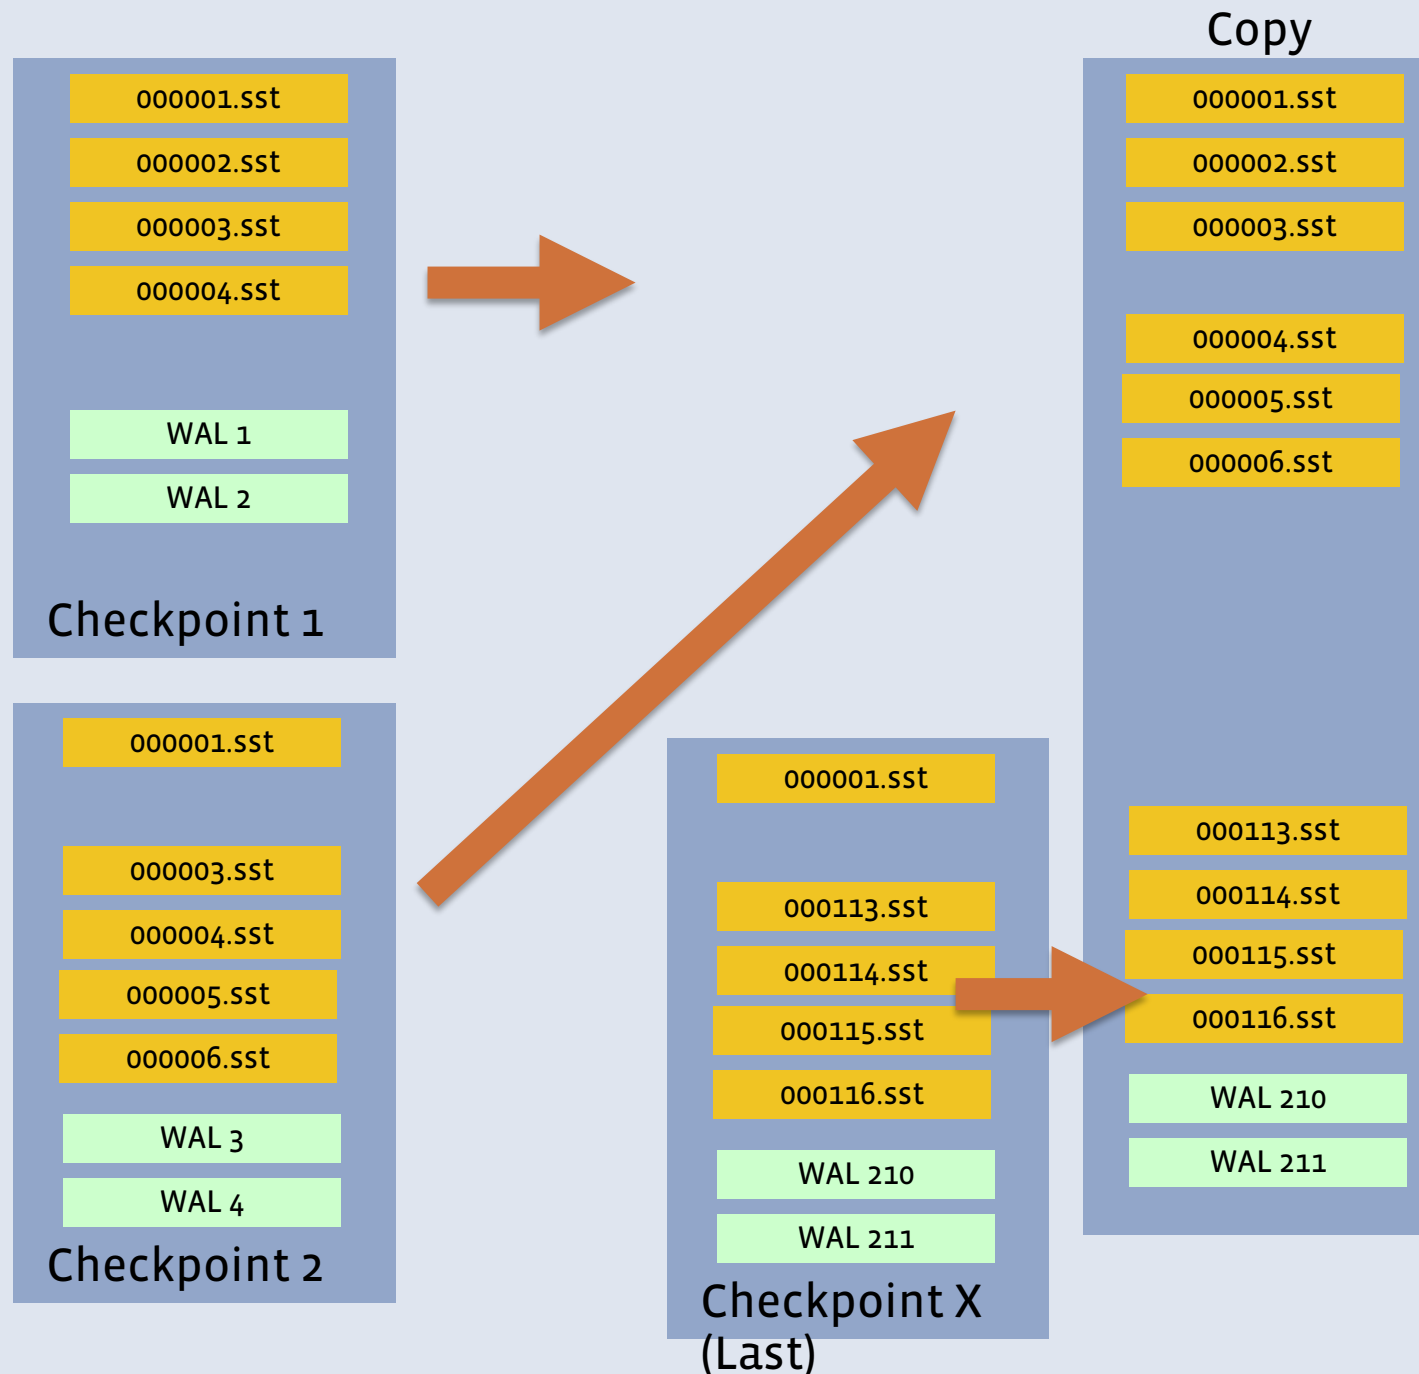 Copy
000001.sst
000002.sst
000003.sst
000004.sst
WAL 1
WAL 2
Checkpoint 1
000001.sst
000003.sst
000004.sst
000005.sst
000006.sst
WAL 3
WAL 4
Checkpoint 2
000001.sst
000113.sst
000114.sst
000115.sst
000116.sst
WAL 210
WAL 211
Checkpoint X
(Last)
000001.sst
000002.sst
000003.sst
000004.sst
000005.sst
000006.sst
000113.sst
000114.sst
000115.sst
000116.sst
WAL 210
WAL 211